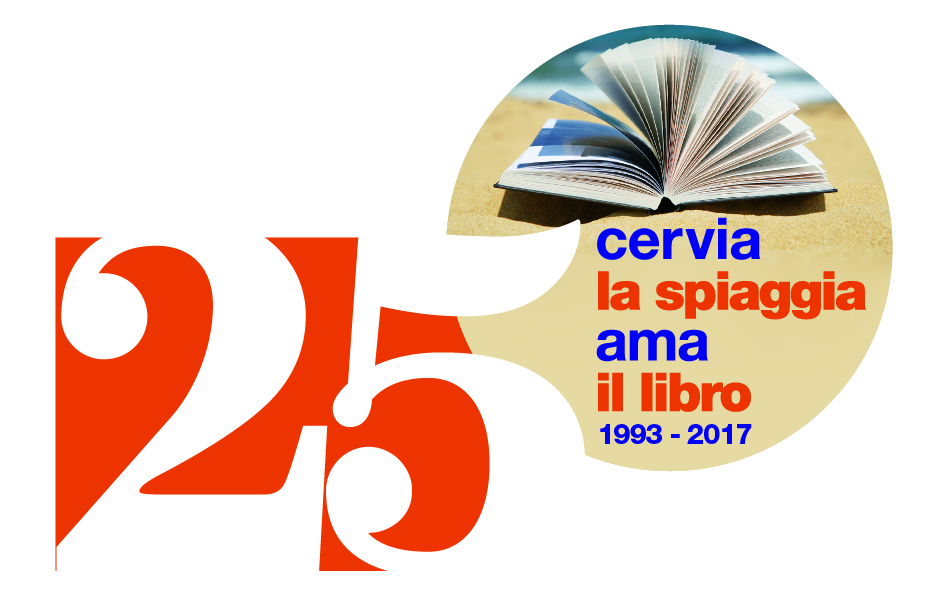 25
cervia
la spiaggia
ama
il libro
1993 - 2017